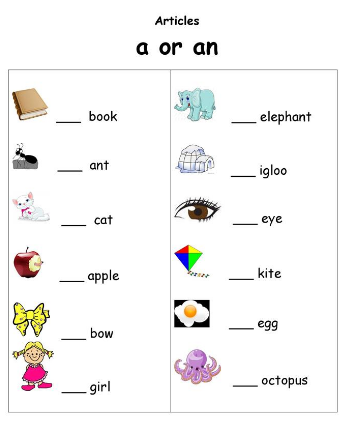 Articles
a or an
___ book
___ ant
___ cat
___ apple
___ bow
___ girl
___ elephant
___ igloo
___ eye
___ kite
___ egg
___ octopus